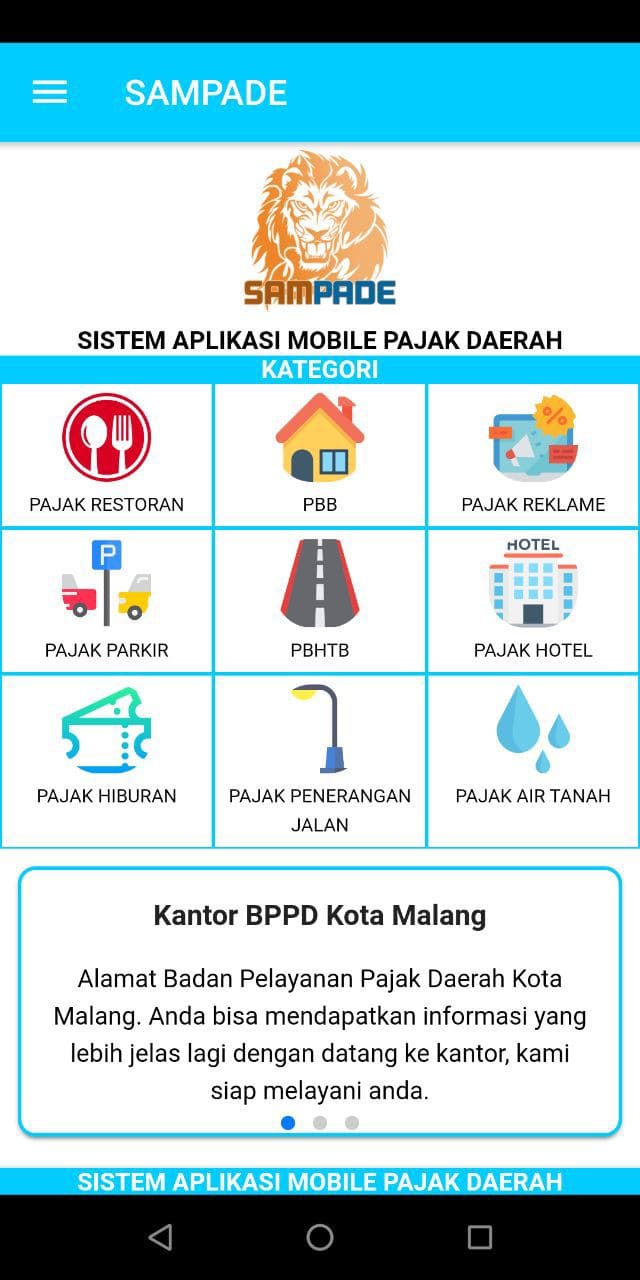 SAMPADE
SAMPADE
SISTEM APLIKASI MOBILE PAJAK DAERAH
KATEGORI
PAJAK RESTORAN
PBB
%
PAJAK REKLAME
P
PAJAK PARKIR
PBHTB
HOTEL
PAJAK HOTEL
PAJAK HIBURAN
PAJAK PENERANGAN
JALAN
PAJAK AIR TANAH
Kantor BPPD Kota Malang
Alamat Badan Pelayanan Pajak Daerah Kota
Malang. Anda bisa mendapatkan informasi yang
lebih jelas lagi dengan datang ke kantor, kami
siap melayani anda.
SISTEM APLIKASI MOBILE PAJAK DAERAH